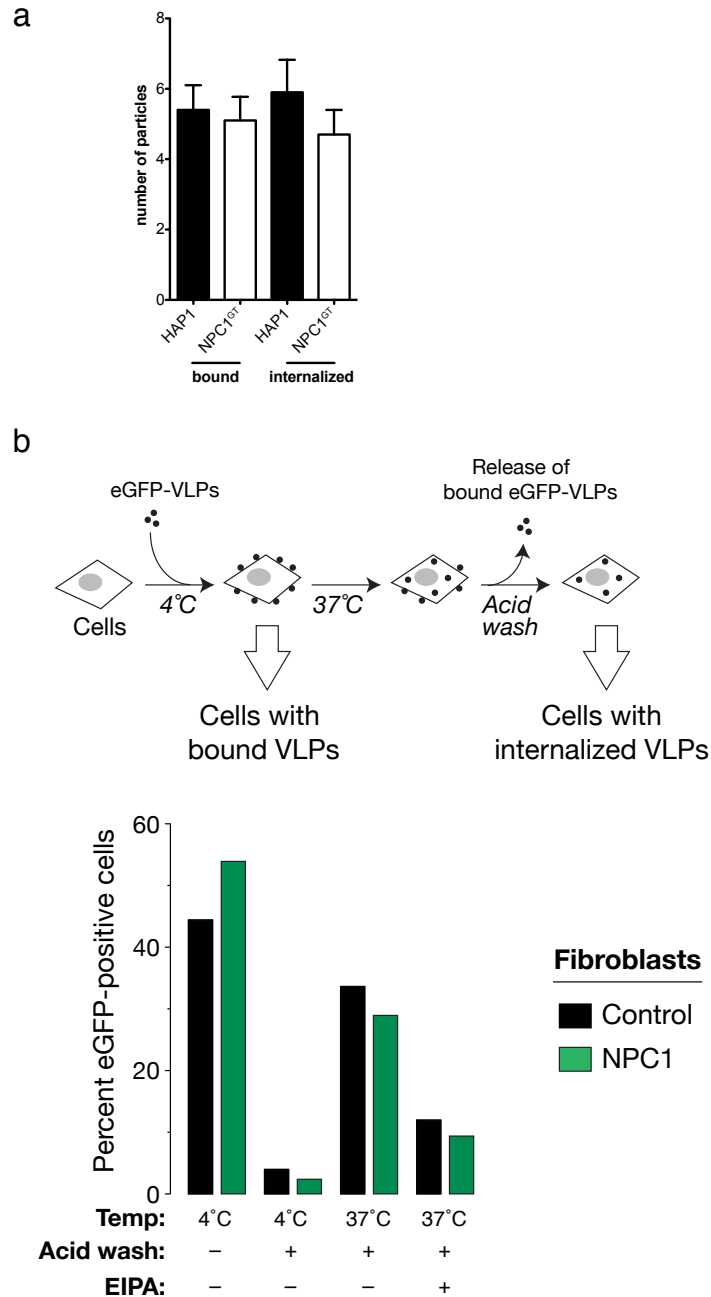 a
8
6
4
2
0
number of particles
HAP1
NPC1GT
HAP1
NPC1GT
bound
internalized
b
eGFP-VLPs
Release of
bound eGFP-VLPs
Cells
4˚C
37˚C
Acid
wash
Cells with
bound VLPs
Cells with
internalized VLPs
60
40
20
0
Percent eGFP-positive cells
Fibroblasts
Control
NPC1
Temp: 4˚C 4˚C 37˚C 37˚C
Acid wash: – + + +
EIPA: – – – +